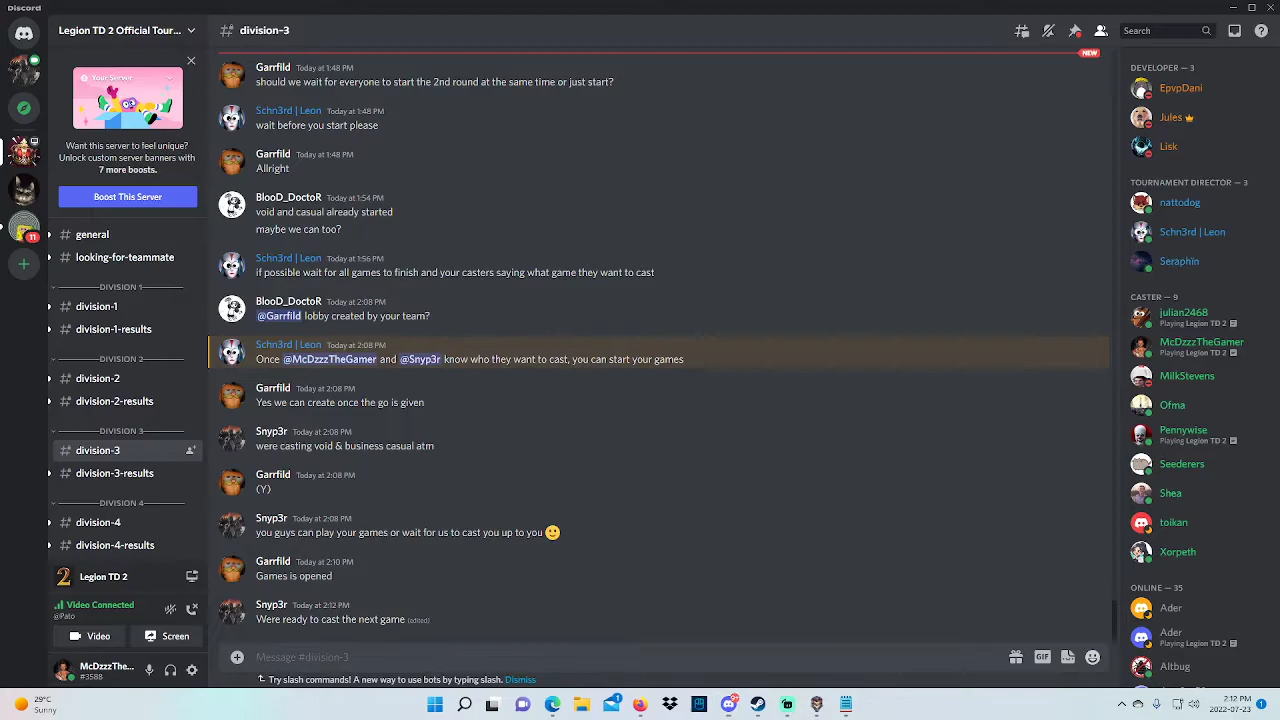 Discord
Legion TD 2 Official Tour...
Your Server
Want this server to feel unique?
Unlock custom server banners with
7 more boosts.
Boost This Server
general
looking-for-teammate
DIVISION 1
division-1
division-1-results
DIVISION 2
division-2
division-2-results
DIVISION 3
division-3
division-3-results
DIVISION 4
division-4
division-4-results
Legion TD 2
Video Connected
@Pato
Video
Screen
McDzzzThe...
#3588
11
division-3
Search
NEW
Garrfild Today at 1:48 PM
should we wait for everyone to start the 2nd round at the same time or just start?
Schn3rd | Leon Today at 1:48 PM
wait before you start please
Garrfild Today at 1:48 PM
Allright
BlooD_DoctoR Today at 1:54 PM
void and casual already started
maybe we can too?
Schn3rd | Leon Today at 1:56 PM
if possible wait for all games to finish and your casters saying what game they want to cast
BlooD_DoctoR Today at 2:08 PM
@Garrfild lobby created by your team?
Schn3rd | Leon Today at 2:08 PM
Once @McDzzzTheGamer and @Snyp3r know who they want to cast, you can start your games
Garrfild Today at 2:08 PM
Yes we can create once the go is given
Snyp3r Today at 2:08 PM
were casting void & business casual atm
Garrfild Today at 2:08 PM
(Y)
Snyp3r Today at 2:08 PM
you guys can play your games or wait for us to cast you up to you
Garrfild Today at 2:10 PM
Games is opened
Snyp3r Today at 2:12 PM
Were ready to cast the next game (edited)
Message #division-3
GIF
Try slash commands! A new way to use bots by typing slash. Dismiss
DEVELOPER — 3
EpvpDani
Jules
Lisk
TOURNAMENT DIRECTOR — 3
nattodog
Schn3rd | Leon
Seraphïn
CASTER — 9
julian2468
Playing Legion TD 2
McDzzzTheGamer
Playing Legion TD 2
MilkStevens
Ofma
Pennywise
Playing Legion TD 2
Seederers
Shea
toikan
Xorpeth
ONLINE — 35
Ader
Ader
Playing Legion TD 2
Altbug
Sunny
1
2:12 PM
2022-07-23